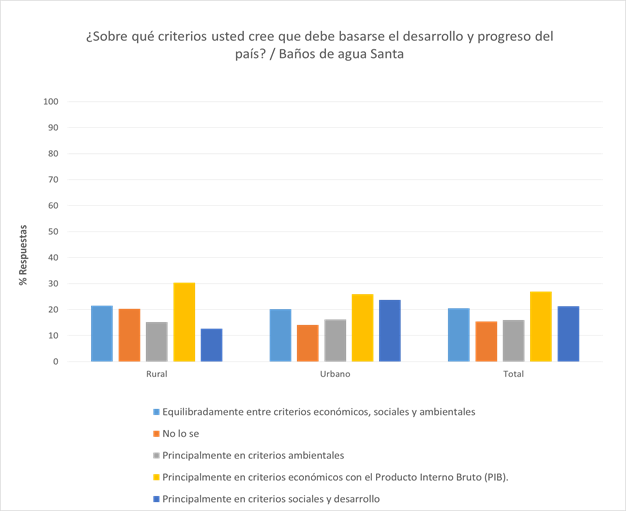 ¿Sobre qué criterios usted cree que debe basarse el desarrollo y progreso del
país? / Baños de agua Santa
100
90
80
70
60
50
40
30
20
10
0
% Respuestas
Rural
Urbano
Total
Equilibradamente entre criterios económicos, sociales y ambientales
No lo se
Principalmente en criterios ambientales
Principalmente en criterios económicos con el Producto Interno Bruto (PIB).
Principalmente en criterios sociales y desarrollo